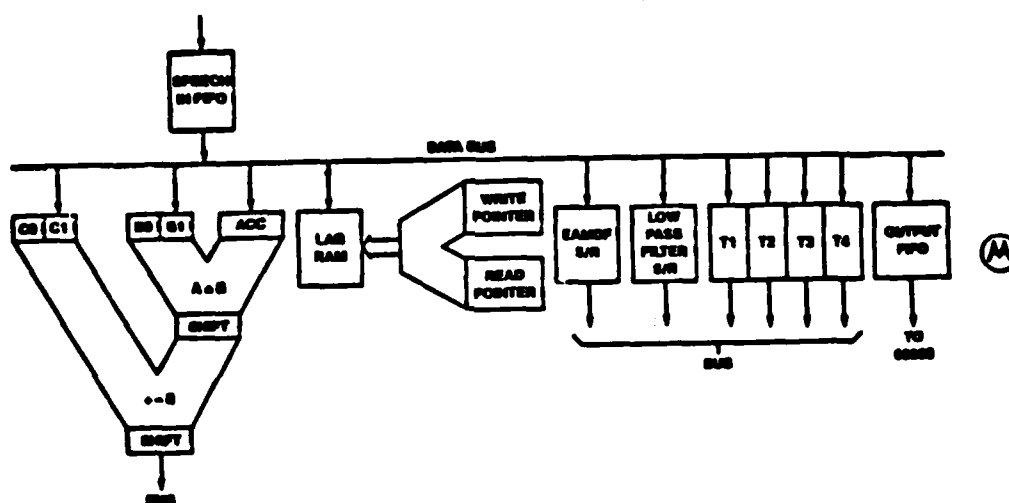 SPEECH
IN FIFO
DATA BUS
C0 C1
B0 B1
ACC
LAG
RAM
WRITE
POINTER
READ
POINTER
S/R
LOW
PASS
FILTER
S/R
T1
T2
T3
T4
OUTPUT
FIFO
SHIFT
BUS
TO
SHIFT